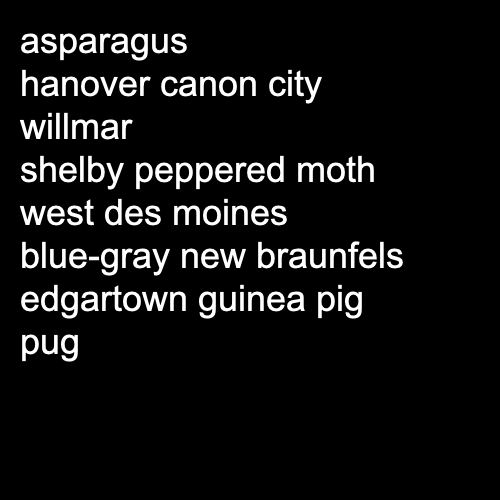 asparagus
hanover canon city
willmar
shelby peppered moth
west des moines
blue-gray new braunfels
edgartown guinea pig
pug